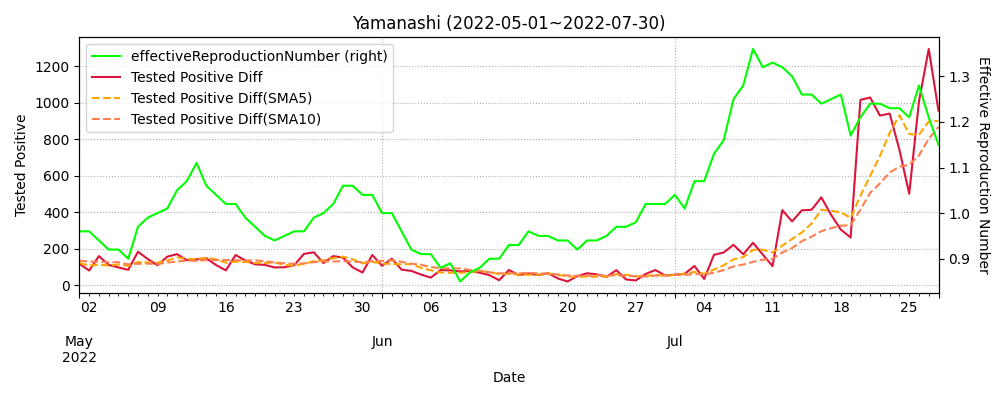 Yamanashi (2022-05-01~2022-07-30)
effectiveReproductionNumber (right)
Tested Positive Diff
Tested Positive Diff(SMA5)
Tested Positive Diff(SMA10)
Tested Positive
1200
1000
800
600
400
200
0
1.3
1.2
1.1
1.0
0.9
Effective Reproduction Number
02 09 16 23 30 06 13 20 27 04 11 18 25
May Jun Jul
2022
Date